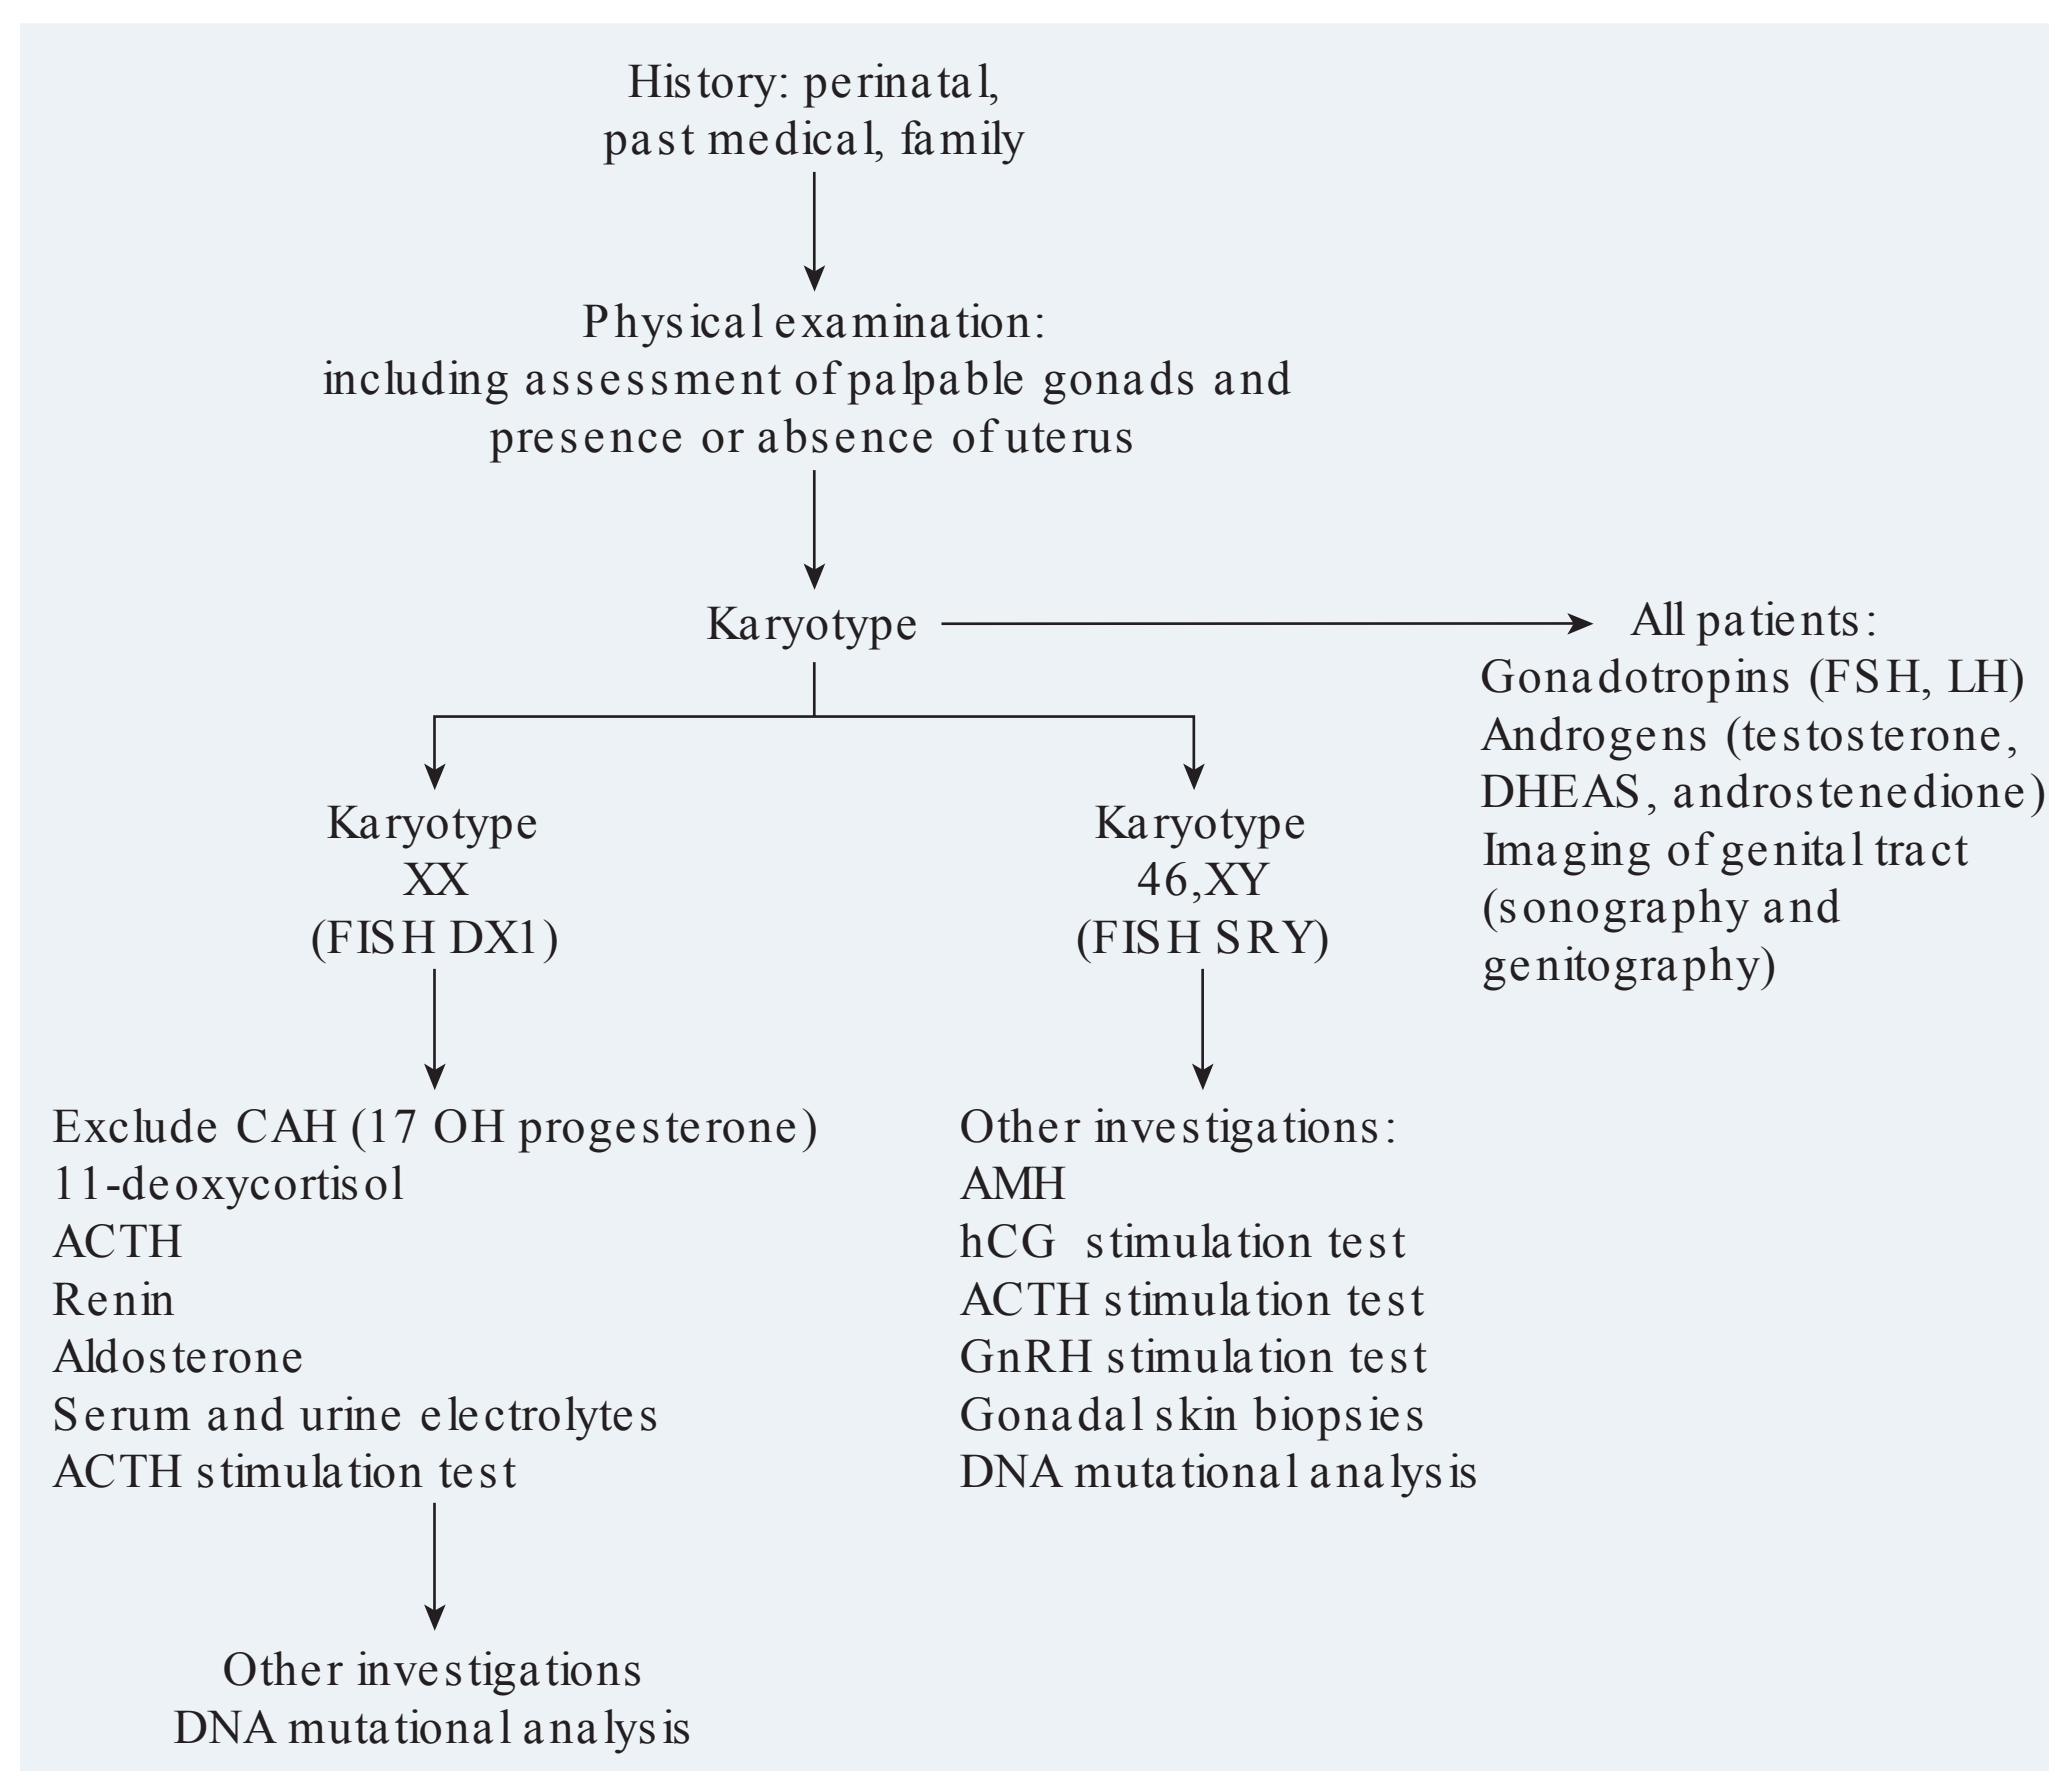 History: perinatal,
past medical, family
Physical examination:
including assessment of palpable gonads and
presence or absence of uterus
Karyotype
All patients:
Gonadotropins (FSH, LH)
Androgens (testosterone,
DHEAS, androstenedione)
Imaging of genital tract
(sonography and
genitography)
Karyotype
XX
(FISH DX1)
Karyotype
46,XY
(FISH SRY)
Exclude CAH (17 OH progesterone)
11-deoxycortisol
ACTH
Renin
Aldosterone
Serum and urine electrolytes
ACTH stimulation test
Other investigations:
AMH
hCG stimulation test
ACTH stimulation test
GnRH stimulation test
Gonadal skin biopsies
DNA mutational analysis
Other investigations
DNA mutational analysis